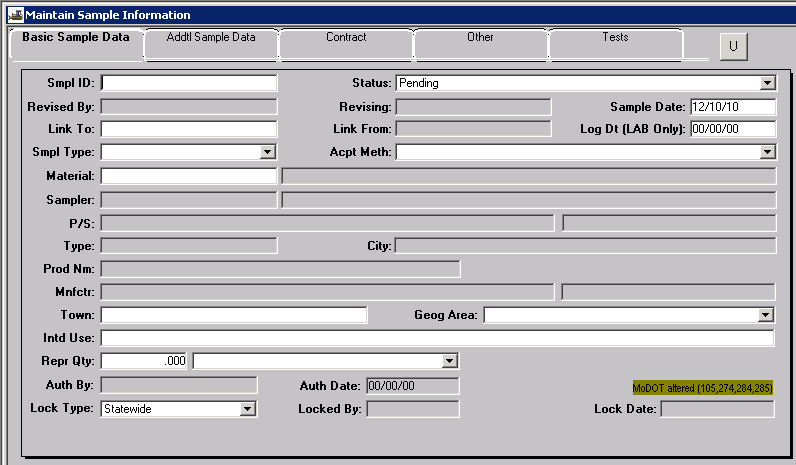 Maintain Sample Information
Basic Sample Data Addtl Sample Data Contract Other Tests U
Smpl ID: Status: Pending
Revised By: Revising: Sample Date: 12/10/10
Link To: Link From: Log Dt (LAB Only): 00/00/00
Smpl Type: Acpt Meth:
Material:
Sampler:
P/S:
Type: City:
Prod Nm:
Mnfctr:
Town: Geog Area:
Intd Use:
Repr Qty: .000
Auth By: Auth Date: 00/00/00 MoDOT altered (105,274,284,285)
Lock Type: Statewide Locked By: Lock Date: